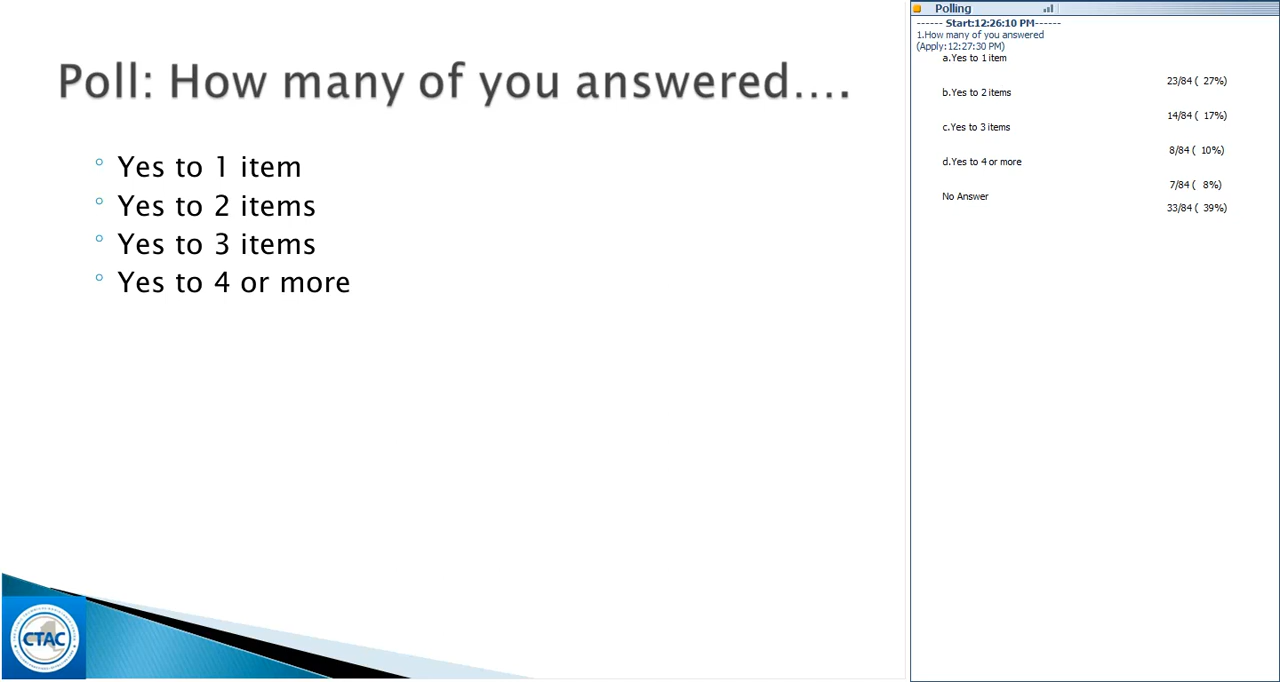 Poll: How many of you answered....
° Yes to 1 item
° Yes to 2 items
° Yes to 3 items
° Yes to 4 or more
CTAC
Polling
------ Start:12:26:10 PM------
1.How many of you answered
(Apply:12:27:30 PM)
a.Yes to 1 item
23/84 ( 27%)
b.Yes to 2 items
14/84 ( 17%)
c.Yes to 3 items
8/84 ( 10%)
d.Yes to 4 or more
7/84 ( 8%)
No Answer
33/84 ( 39%)